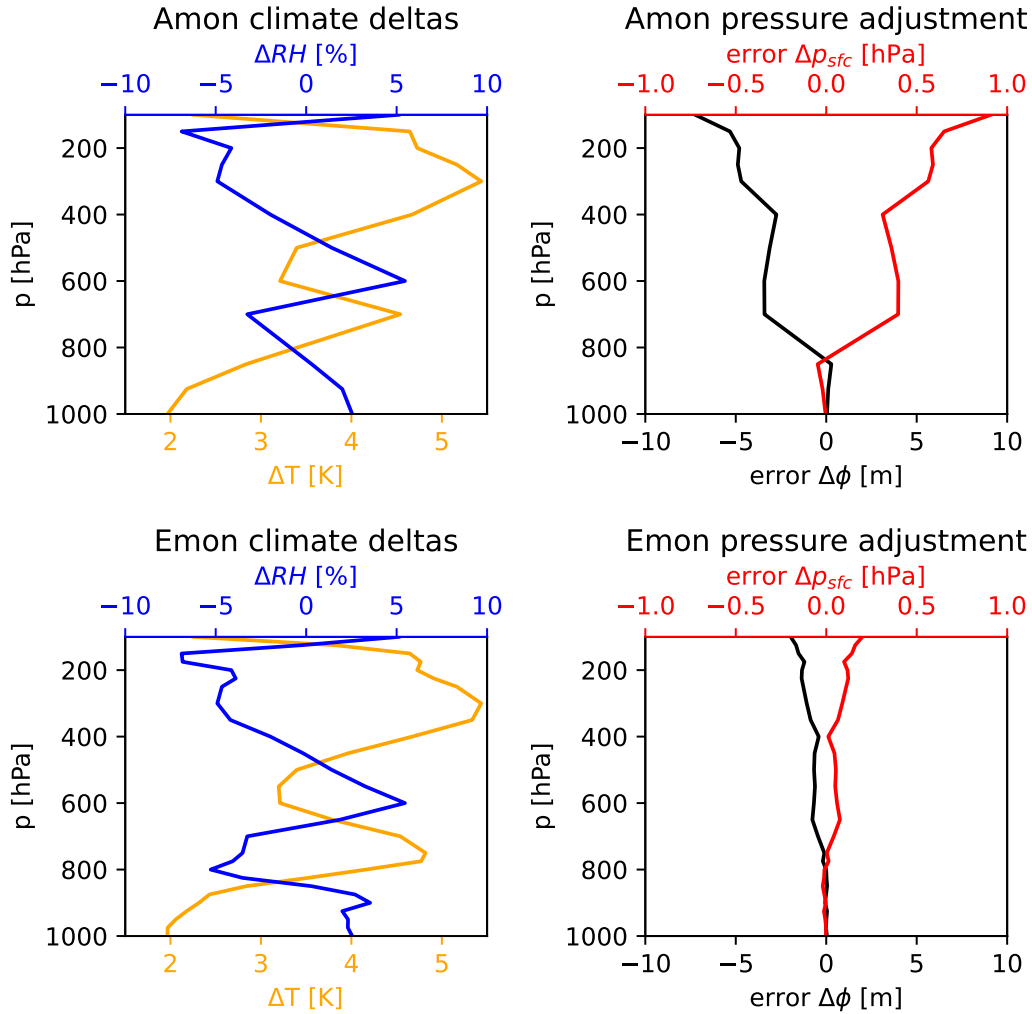 Amon climate deltas
ΔRH [%]
−10 −5 0 5 10
p [hPa]
200
400
600
800
1000
2 3 4 5
ΔT [K]
Amon pressure adjustment
error Δp_sfc [hPa]
−1.0 −0.5 0.0 0.5 1.0
p [hPa]
200
400
600
800
1000
−10 −5 0 5 10
error Δϕ [m]
Emon climate deltas
ΔRH [%]
−10 −5 0 5 10
p [hPa]
200
400
600
800
1000
2 3 4 5
ΔT [K]
Emon pressure adjustment
error Δp_sfc [hPa]
−1.0 −0.5 0.0 0.5 1.0
p [hPa]
200
400
600
800
1000
−10 −5 0 5 10
error Δϕ [m]